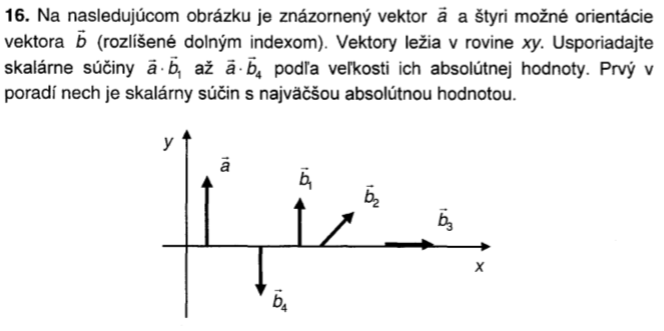 16. Na nasledujúcom obrázku je znázornený vektor a⃗ a štyri možné orientácie
vektora b⃗ (rozlíšené dolným indexom). Vektory ležia v rovine xy. Usporiadajte
skalárne súčiny a⃗·b⃗₁ až a⃗·b⃗₄ podľa veľkosti ich absolútnej hodnoty. Prvý v
poradí nech je skalárny súčin s najväčšou absolútnou hodnotou.
y
a⃗
b⃗₁
b⃗₂
b⃗₃
x
b⃗₄